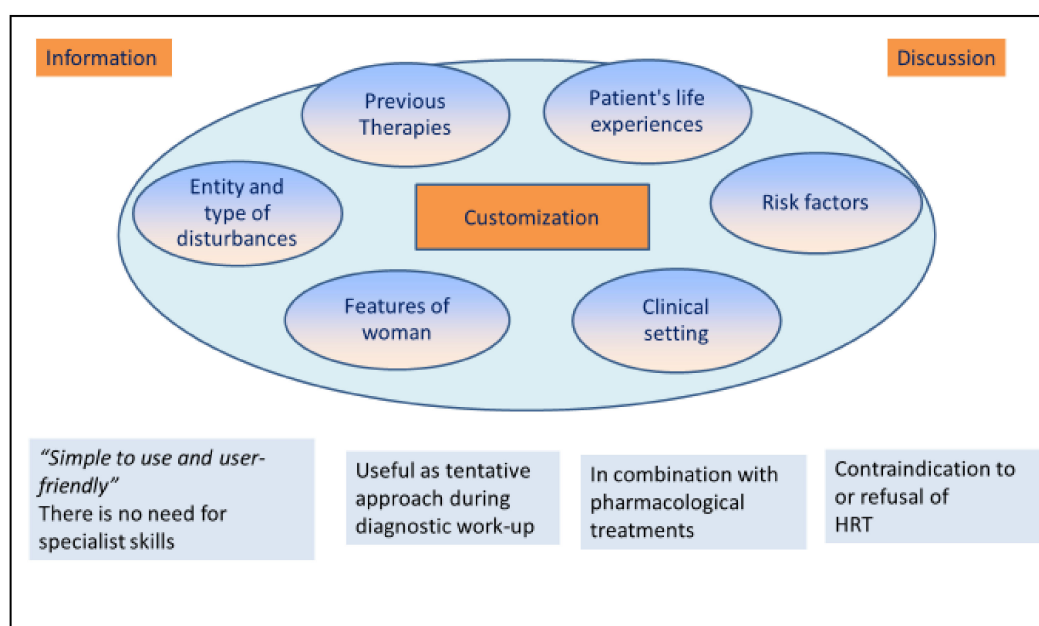 Information
Discussion
Previous
Therapies
Patient's life
experiences
Entity and
type of
disturbances
Customization
Risk factors
Features of
woman
Clinical
setting
“Simple to use and user-
friendly”
There is no need for
specialist skills
Useful as tentative
approach during
diagnostic work-up
In combination with
pharmacological
treatments
Contraindication to
or refusal of
HRT